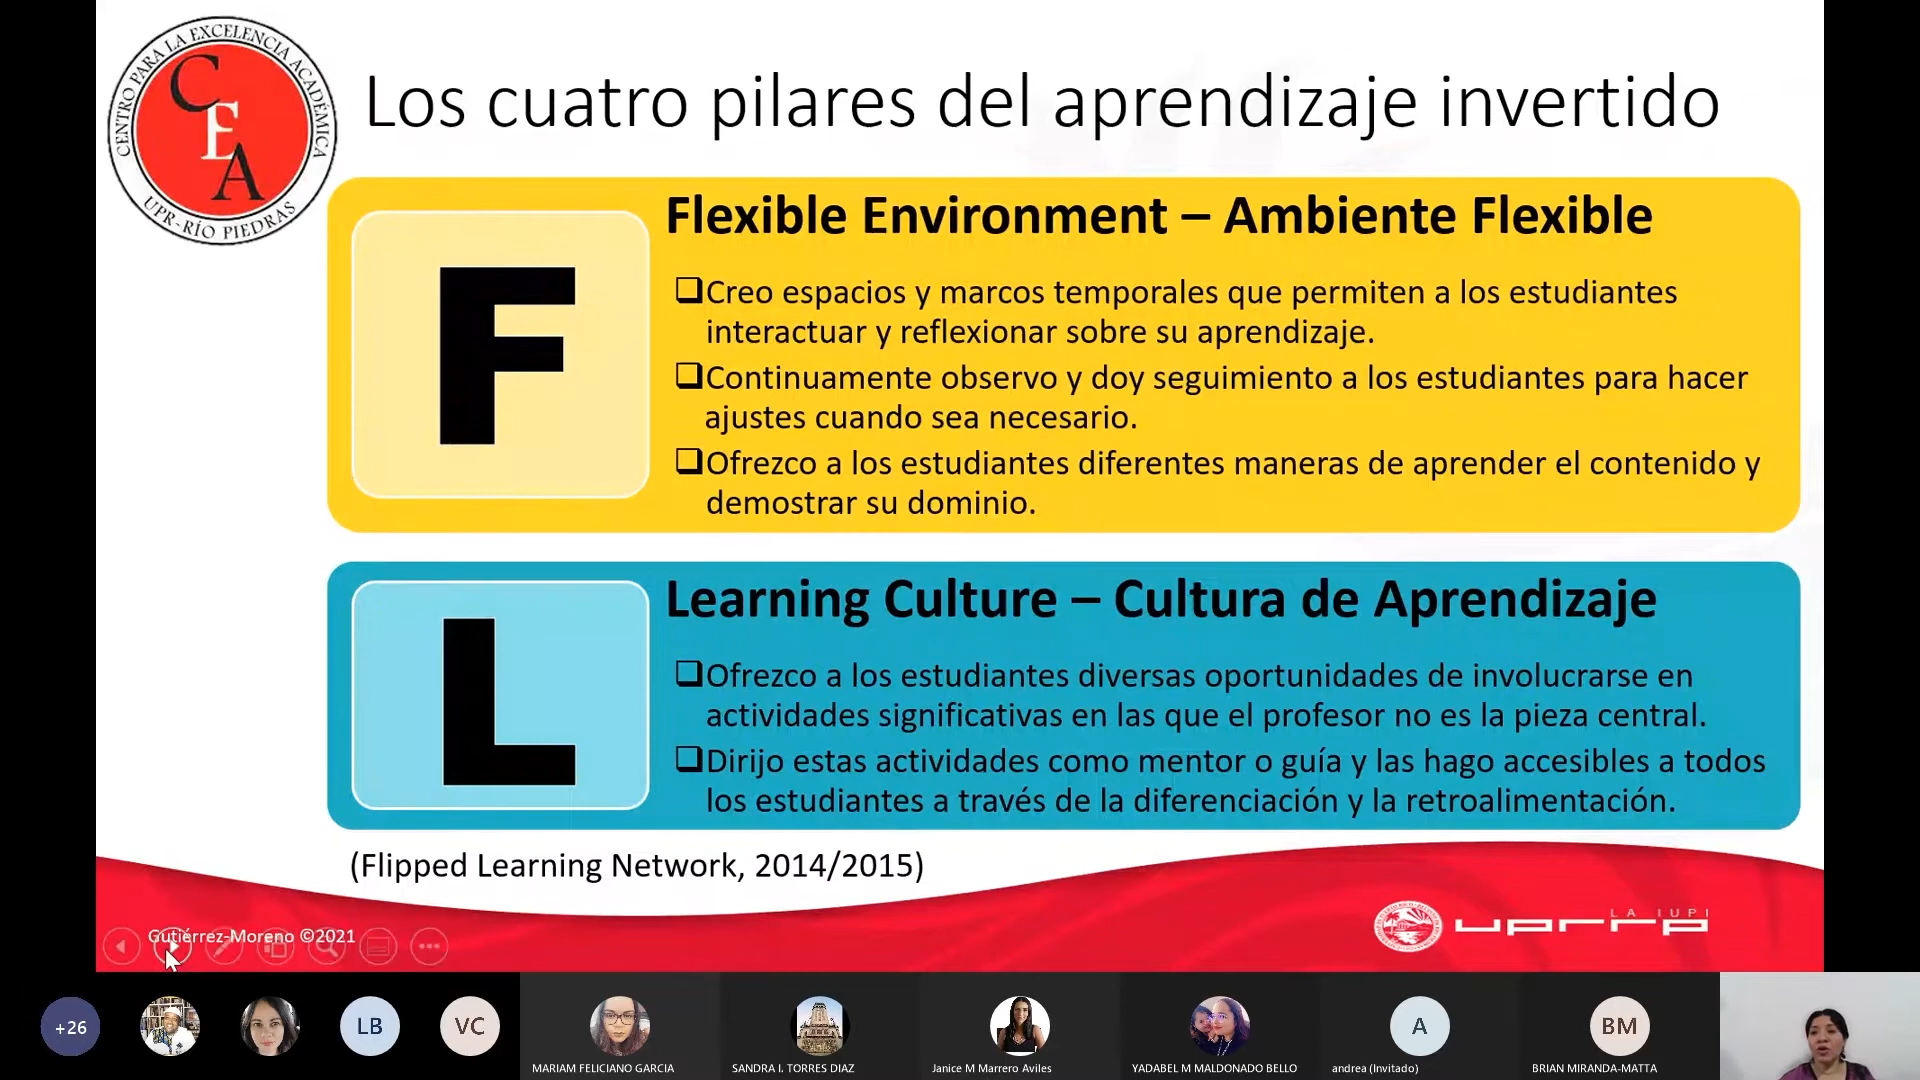 CENTRO PARA LA EXCELENCIA ACADÉMICA
CEA
UPR-RÍO PIEDRAS
Los cuatro pilares del aprendizaje invertido
F
Flexible Environment – Ambiente Flexible
❑Creo espacios y marcos temporales que permiten a los estudiantes
interactuar y reflexionar sobre su aprendizaje.
❑Continuamente observo y doy seguimiento a los estudiantes para hacer
ajustes cuando sea necesario.
❑Ofrezco a los estudiantes diferentes maneras de aprender el contenido y
demostrar su dominio.
L
Learning Culture – Cultura de Aprendizaje
❑Ofrezco a los estudiantes diversas oportunidades de involucrarse en
actividades significativas en las que el profesor no es la pieza central.
❑Dirijo estas actividades como mentor o guía y las hago accesibles a todos
los estudiantes a través de la diferenciación y la retroalimentación.
(Flipped Learning Network, 2014/2015)
Gutiérrez-Moreno ©2021
LA IUPI
uprrp
+26
LB
VC
A
BM
MARIAM FELICIANO GARCIA
SANDRA I. TORRES DIAZ
Janice M Marrero Aviles
YADABEL M MALDONADO BELLO
andrea (Invitado)
BRIAN MIRANDA-MATTA